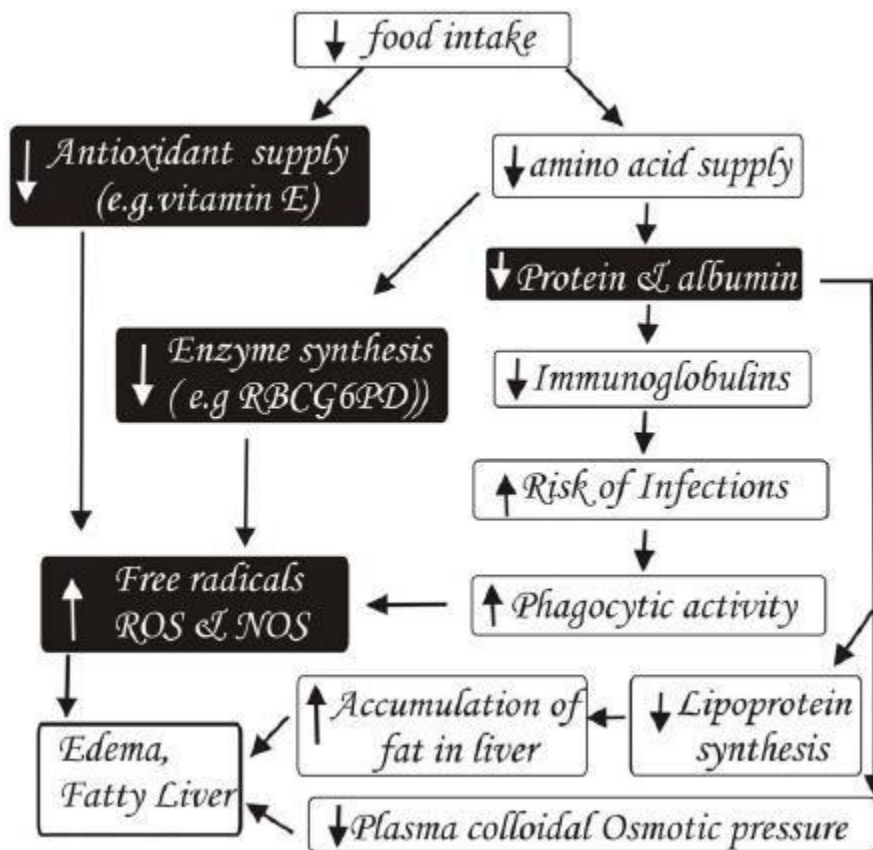 ↓ food intake
↓ Antioxidant supply
(e.g.vitamin E)
↓ amino acid supply
↓ Protein & albumin
↓ Enzyme synthesis
( e.g RBCG6PD))
↓ Immunoglobulins
↑ Risk of Infections
↑ Free radicals
ROS & NOS
↑ Phagocytic activity
↑ Accumulation of
fat in liver
↓ Lipoprotein
synthesis
Edema,
Fatty Liver
↓ Plasma colloidal Osmotic pressure